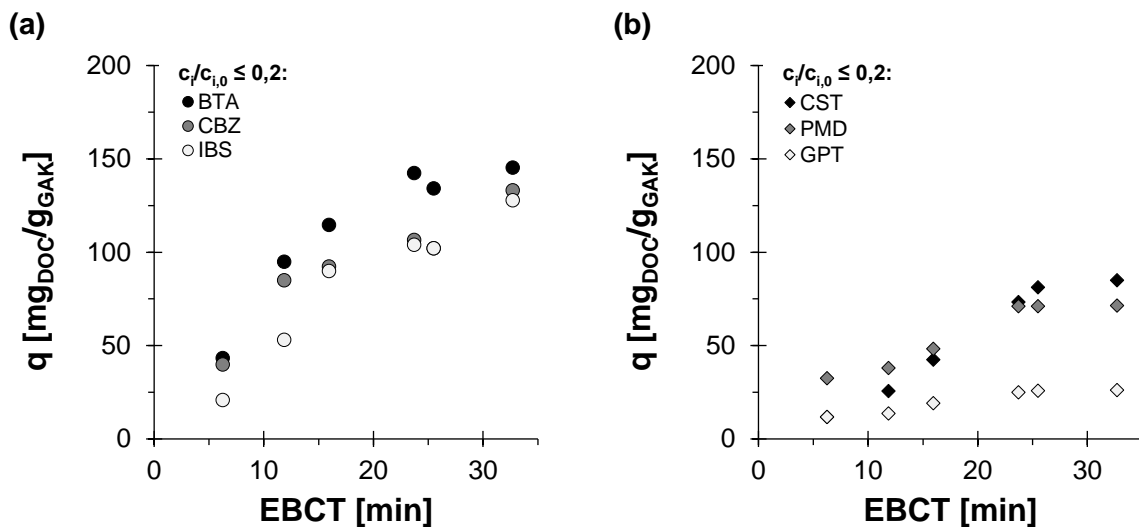 (a)
q [mg_DOC/g_GAK]
200
150
100
50
0
c_i/c_i,0 ≤ 0,2:
BTA
CBZ
IBS
0 10 20 30
EBCT [min]
(b)
q [mg_DOC/g_GAK]
200
150
100
50
0
c_i/c_i,0 ≤ 0,2:
CST
PMD
GPT
0 10 20 30
EBCT [min]